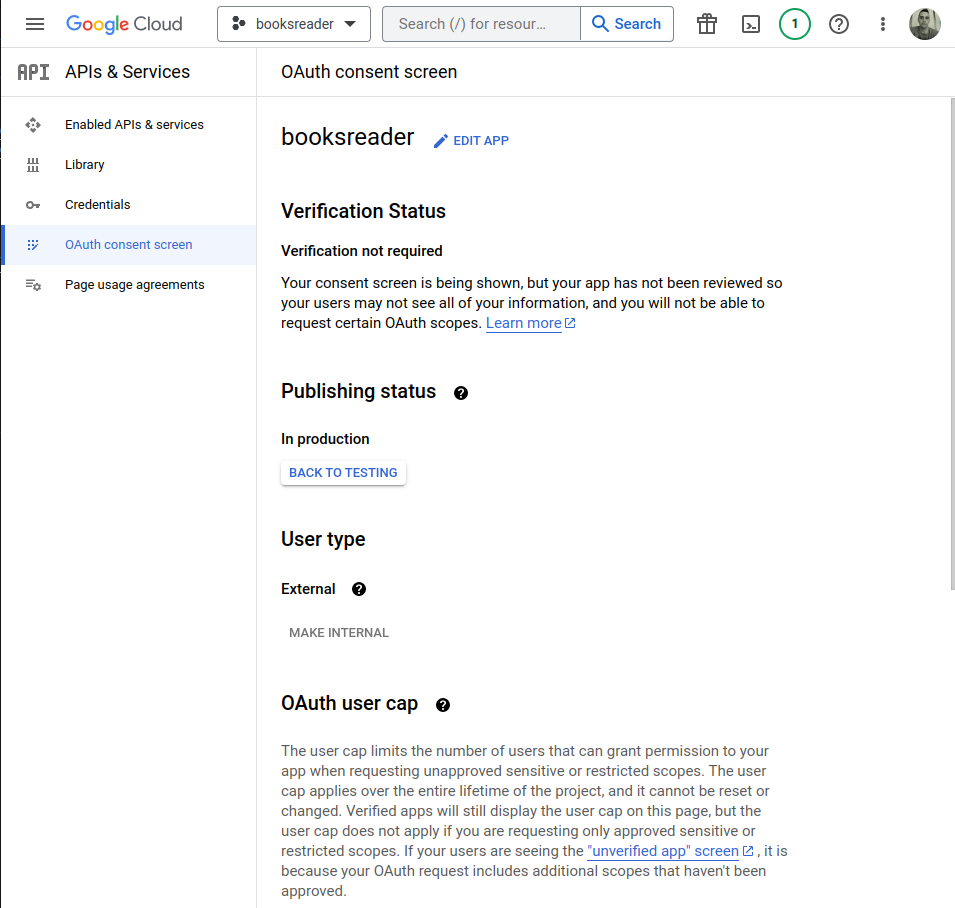 Google Cloud
booksreader
Search (/) for resour...
Search
1
API APIs & Services
OAuth consent screen
Enabled APIs & services
Library
Credentials
OAuth consent screen
Page usage agreements
booksreader
EDIT APP
Verification Status
Verification not required
Your consent screen is being shown, but your app has not been reviewed so
your users may not see all of your information, and you will not be able to
request certain OAuth scopes. Learn more
Publishing status
In production
BACK TO TESTING
User type
External
MAKE INTERNAL
OAuth user cap
The user cap limits the number of users that can grant permission to your
app when requesting unapproved sensitive or restricted scopes. The user
cap applies over the entire lifetime of the project, and it cannot be reset or
changed. Verified apps will still display the user cap on this page, but the
user cap does not apply if you are requesting only approved sensitive or
restricted scopes. If your users are seeing the "unverified app" screen , it is
because your OAuth request includes additional scopes that haven't been
approved.